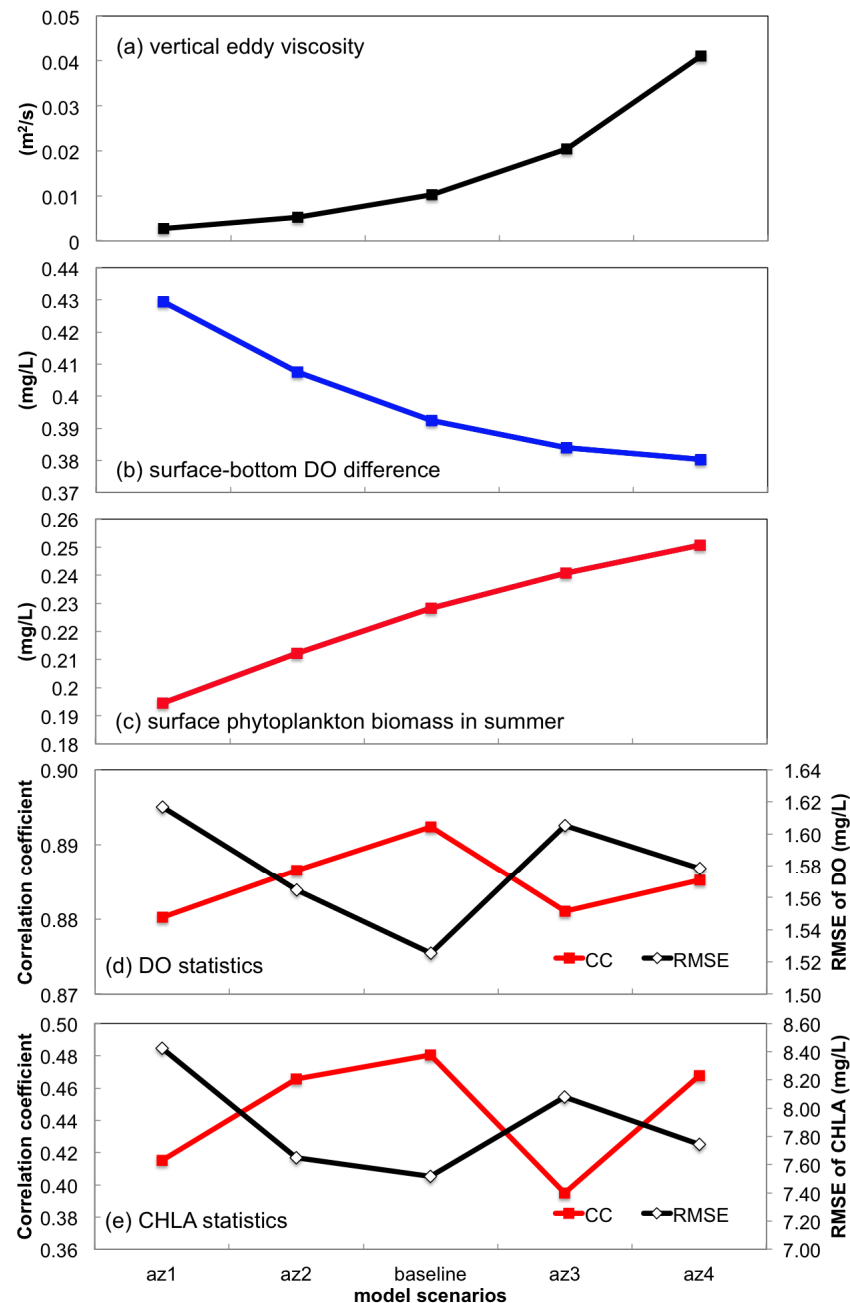 0.05
0.04
0.03
0.02
0.01
0
(m²/s)
(a) vertical eddy viscosity
0.44
0.43
0.42
0.41
0.4
0.39
0.38
0.37
(mg/L)
(b) surface-bottom DO difference
0.26
0.25
0.24
0.23
0.22
0.21
0.2
0.19
0.18
(mg/L)
(c) surface phytoplankton biomass in summer
0.90
0.89
0.88
0.87
Correlation coefficient
(d) DO statistics
CC
RMSE
1.64
1.62
1.60
1.58
1.56
1.54
1.52
1.50
RMSE of DO (mg/L)
0.50
0.48
0.46
0.44
0.42
0.40
0.38
0.36
Correlation coefficient
(e) CHLA statistics
CC
RMSE
8.60
8.40
8.20
8.00
7.80
7.60
7.40
7.20
7.00
RMSE of CHLA (mg/L)
az1
az2
baseline
az3
az4
model scenarios